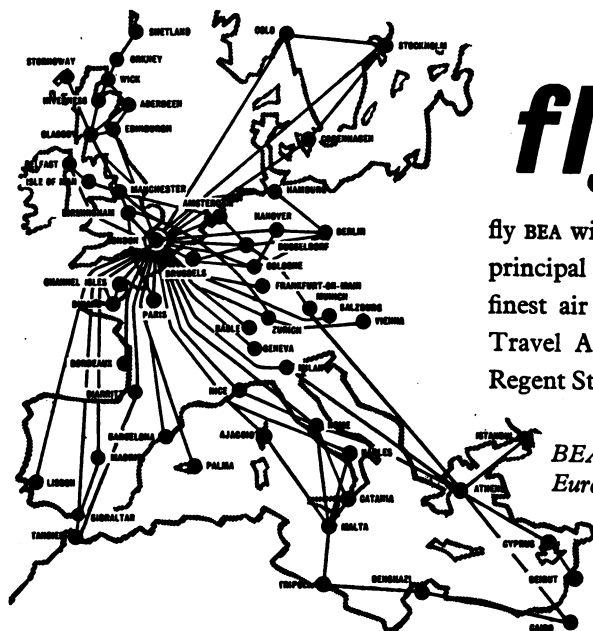 SHETLAND
ORKNEY
STORNOWAY
WICK
INVERNESS
ABERDEEN
GLASGOW
EDINBURGH
BELFAST
ISLE OF MAN
MANCHESTER
BIRMINGHAM
LONDON
OSLO
STOCKHOLM
COPENHAGEN
HAMBURG
AMSTERDAM
HANOVER
BERLIN
DUSSELDORF
BRUSSELS
COLOGNE
FRANKFURT-ON-MAIN
MUNICH
SALZBURG
VIENNA
ZURICH
CHANNEL ISLES
DINARD
PARIS
BASLE
GENEVA
MILAN
BORDEAUX
BIARRITZ
NICE
BARCELONA
AJACCIO
ROME
NAPLES
PALMA
MADRID
LISBON
GIBRALTAR
TANGIER
CATANIA
MALTA
TRIPOLI
BENGHAZI
ISTANBUL
ATHENS
CYPRUS
BEIRUT
CAIRO
fl
fly BEA wi
principal
finest air
Travel A
Regent St
BEA
Euro